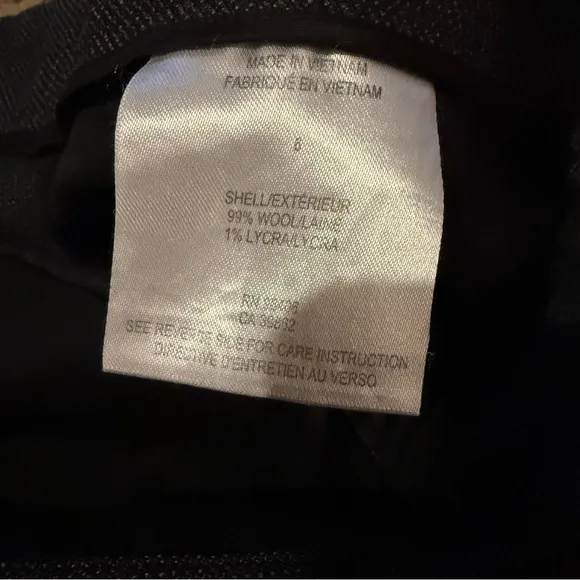 MADE IN VIETNAM
FABRIQUE EN VIETNAM
6
SHELL/EXTÉRIEUR
99% WOOL/LAINE
1% LYCRA/LYCRA
RN
CA
SEE REVERSE SIDE FOR CARE INSTRUCTION
DIRECTIVE D'ENTRETIEN AU VERSO